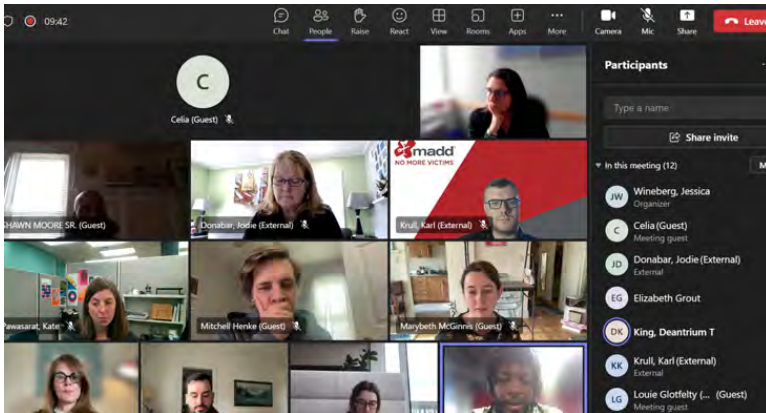 09:42
Chat
People
Raise
React
View
Rooms
Apps
More
Camera
Mic
Share
Leave
C
Celia (Guest)
madd
NO MORE VICTIMS
SHAWN MOORE SR. (Guest)
Donabar, Jodie (External)
Krull, Karl (External)
Pawasarat, Kate
Mitchell Henke (Guest)
Marybeth McGinnis (Guest)
Participants
Type a name
Share invite
In this meeting (12)
M
JW
Wineberg, Jessica
Organizer
C
Celia (Guest)
Meeting guest
JD
Donabar, Jodie (External)
External
EG
Elizabeth Grout
DK
King, Deantrium T
KK
Krull, Karl (External)
External
LG
Louie Glotfelty (... (Guest)
Meeting guest